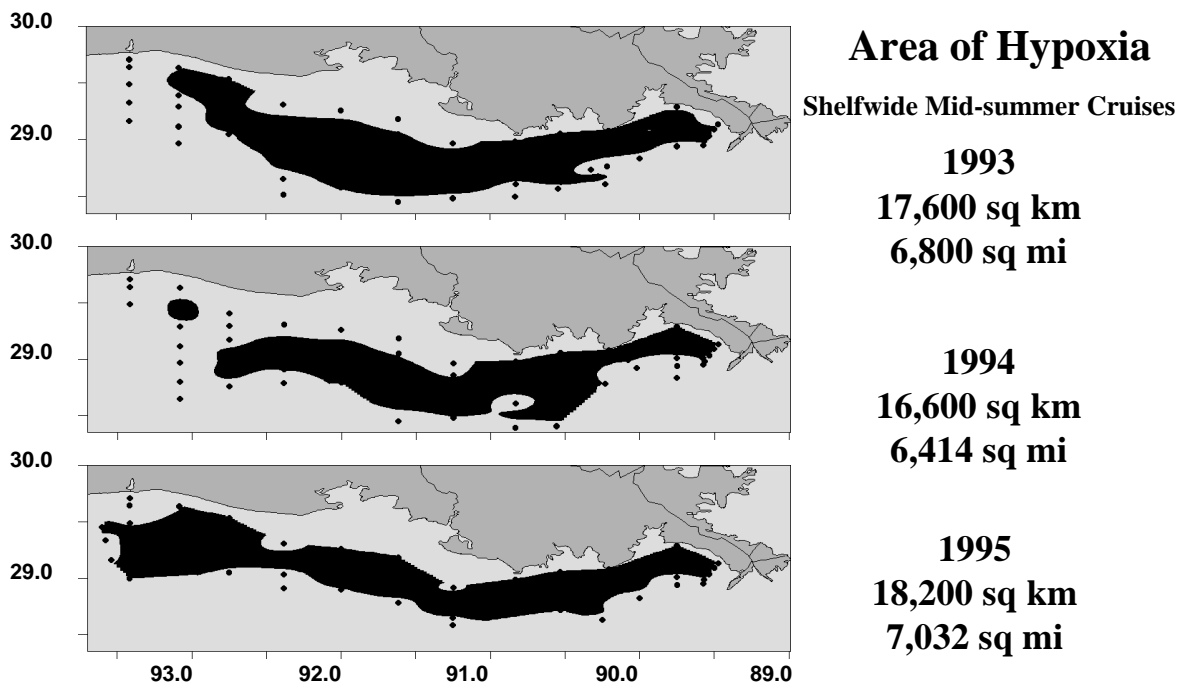 Area of Hypoxia
Shelfwide Mid-summer Cruises
30.0
29.0
1993
17,600 sq km
6,800 sq mi
30.0
29.0
1994
16,600 sq km
6,414 sq mi
30.0
29.0
1995
18,200 sq km
7,032 sq mi
93.0 92.0 91.0 90.0 89.0